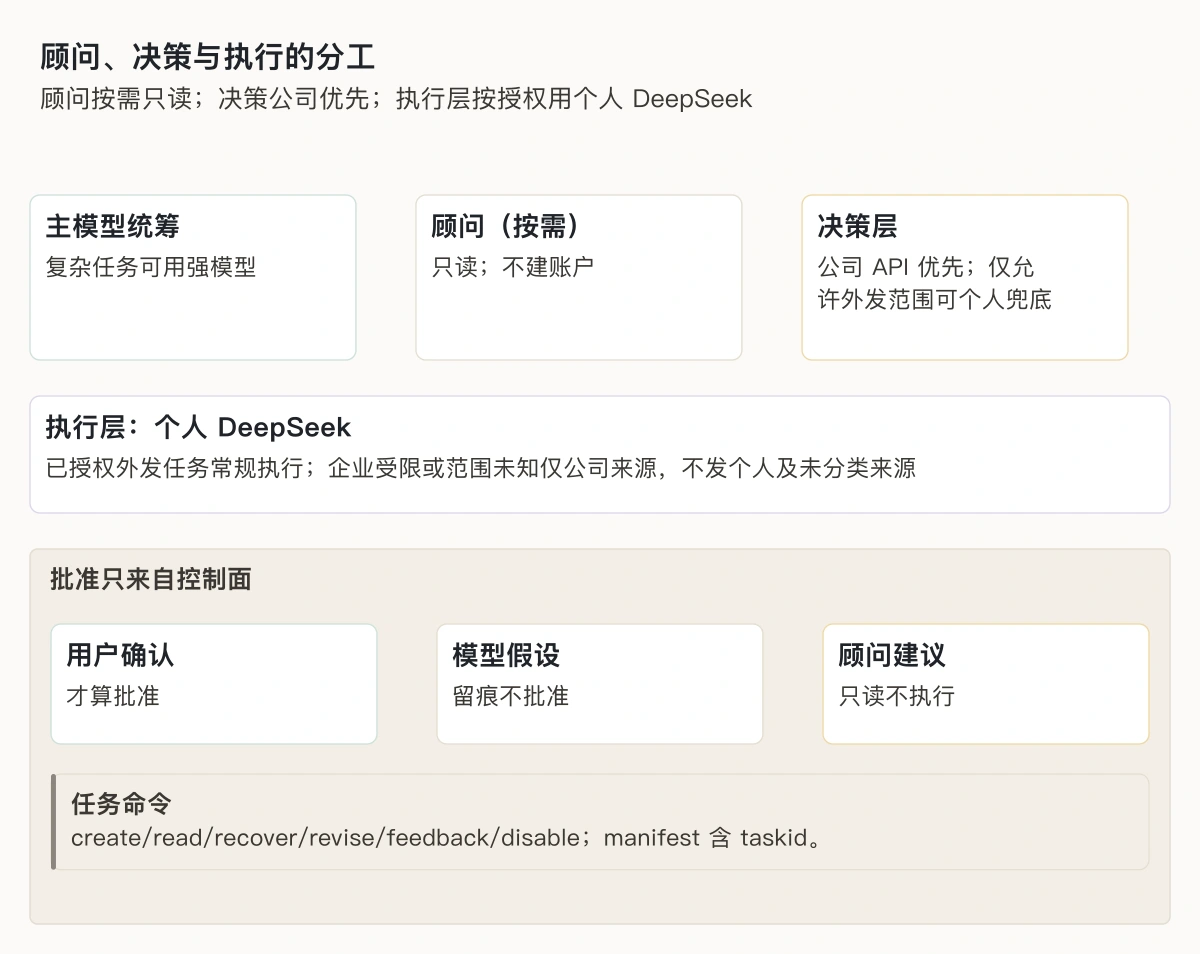 顾问、决策与执行的分工
顾问按需只读；决策公司优先；执行层按授权用个人 DeepSeek
主模型统筹
复杂任务可用强模型
顾问（按需）
只读；不建账户
决策层
公司 API 优先；仅允
许外发范围可个人兜底
执行层：个人 DeepSeek
已授权外发任务常规执行；企业受限或范围未知仅公司来源，不发个人及未分类来源
批准只来自控制面
用户确认
才算批准
模型假设
留痕不批准
顾问建议
只读不执行
任务命令
create/read/recover/revise/feedback/disable；manifest 含 taskid。